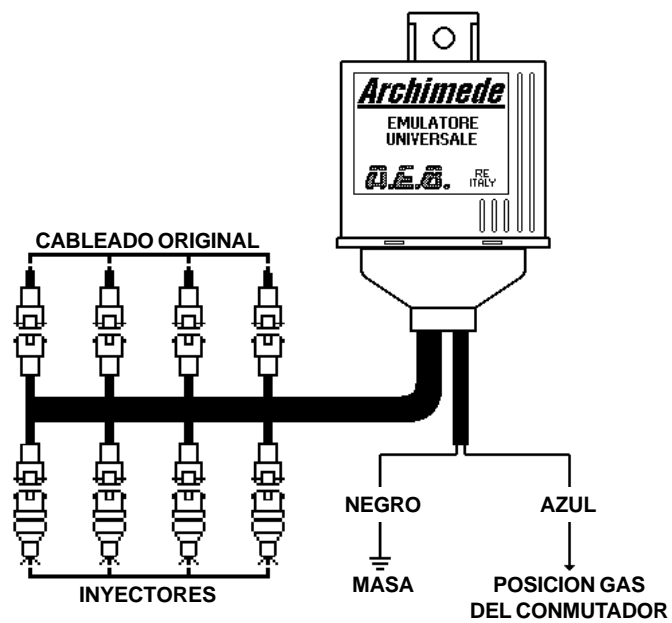 Archimede
EMULATORE
UNIVERSALE
A.E.B.
RE
ITALY
CABLEADO ORIGINAL
NEGRO
AZUL
MASA
POSICION GAS
DEL CONMUTADOR
INYECTORES